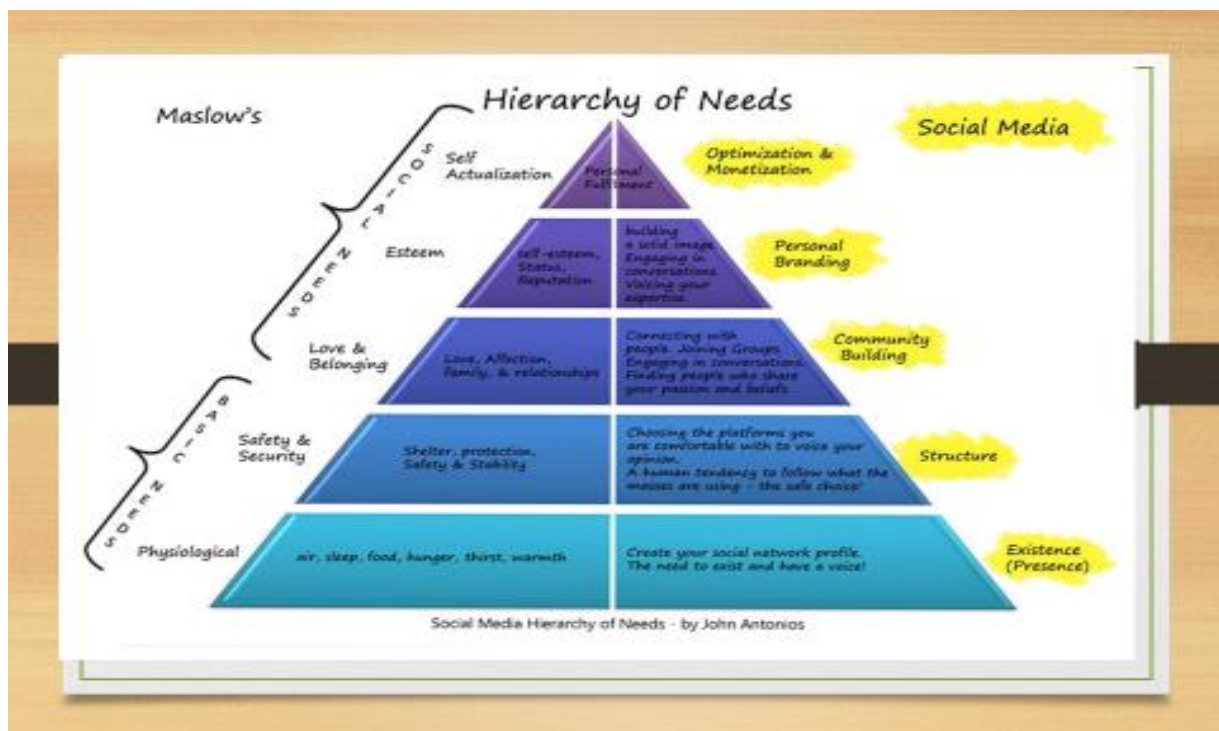 Hierarchy of Needs
Maslow's
Social Media
SOCIAL NEEDS
Self
Actualization
Personal
Fulfilment
Optimization &
Monetization
Esteem
self-esteem,
Status,
Reputation
building
a solid image.
Engaging in
conversations.
Voicing your
expertise.
Personal
Branding
Love &
Belonging
Love, Affection,
family, & relationships
Connecting with
people. Joining Groups
Engaging in conversations.
Finding people who share
your passion and beliefs
Community
Building
BASIC NEEDS
Safety &
Security
Shelter, protection,
Safety & Stability
Choosing the platforms you
are comfortable with to voice your
opinion.
A human tendency to follow what the
masses are using - the safe choice!
Structure
Physiological
air, sleep, food, hunger, thirst, warmth
Create your social network profile.
The need to exist and have a voice!
Existence
(Presence)
Social Media Hierarchy of Needs - by John Antonios